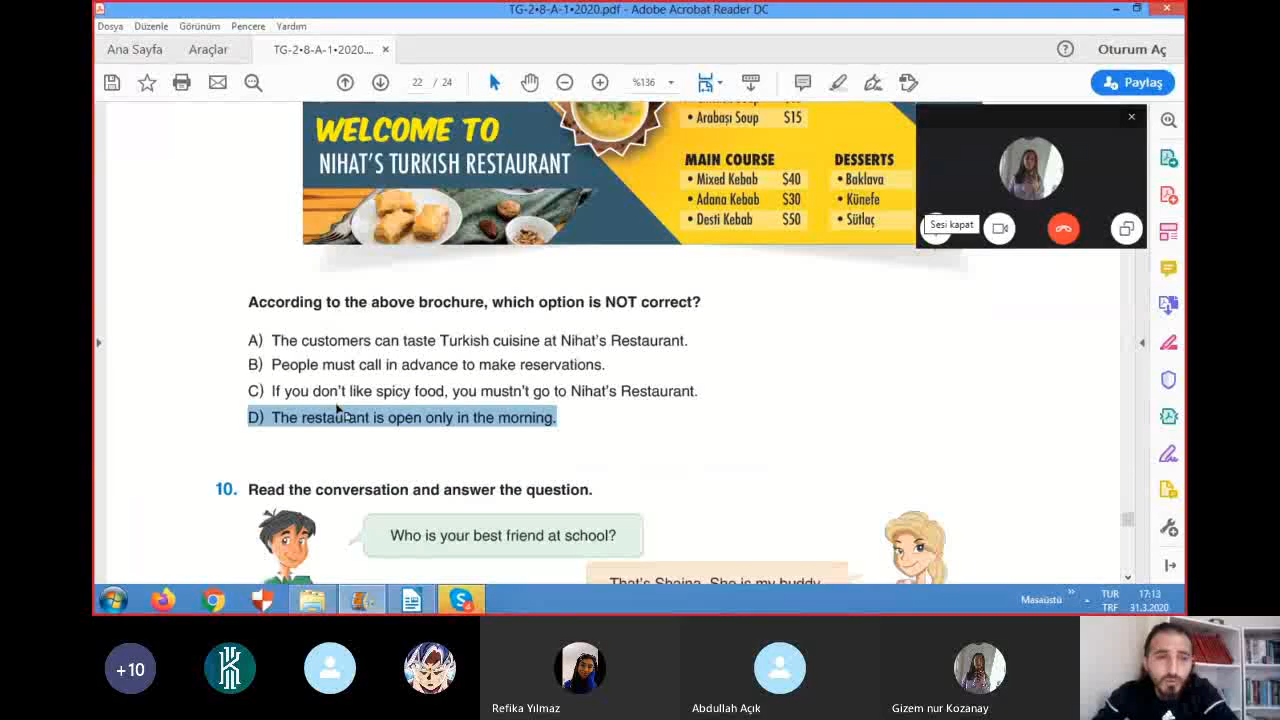 TG-2•8-A-1•2020.pdf - Adobe Acrobat Reader DC
Dosya Düzenle Görünüm Pencere Yardım
Ana Sayfa Araçlar TG-2•8-A-1•2020.... × Oturum Aç
22 / 24 %136 Paylaş
WELCOME TO
NIHAT'S TURKISH RESTAURANT
• Arabaşı Soup $15
MAIN COURSE
• Mixed Kebab $40
• Adana Kebab $30
• Desti Kebab $50
DESSERTS
• Baklava
• Künefe
• Sütlaç
Sesi kapat
According to the above brochure, which option is NOT correct?
A) The customers can taste Turkish cuisine at Nihat's Restaurant.
B) People must call in advance to make reservations.
C) If you don't like spicy food, you mustn't go to Nihat's Restaurant.
D) The restaurant is open only in the morning.
10. Read the conversation and answer the question.
Who is your best friend at school?
That's Shaina. She is my buddy
Masaüstü TUR 17:13
TRF 31.3.2020
+10
Refika Yılmaz
Abdullah Açık
Gizem nur Kozanay